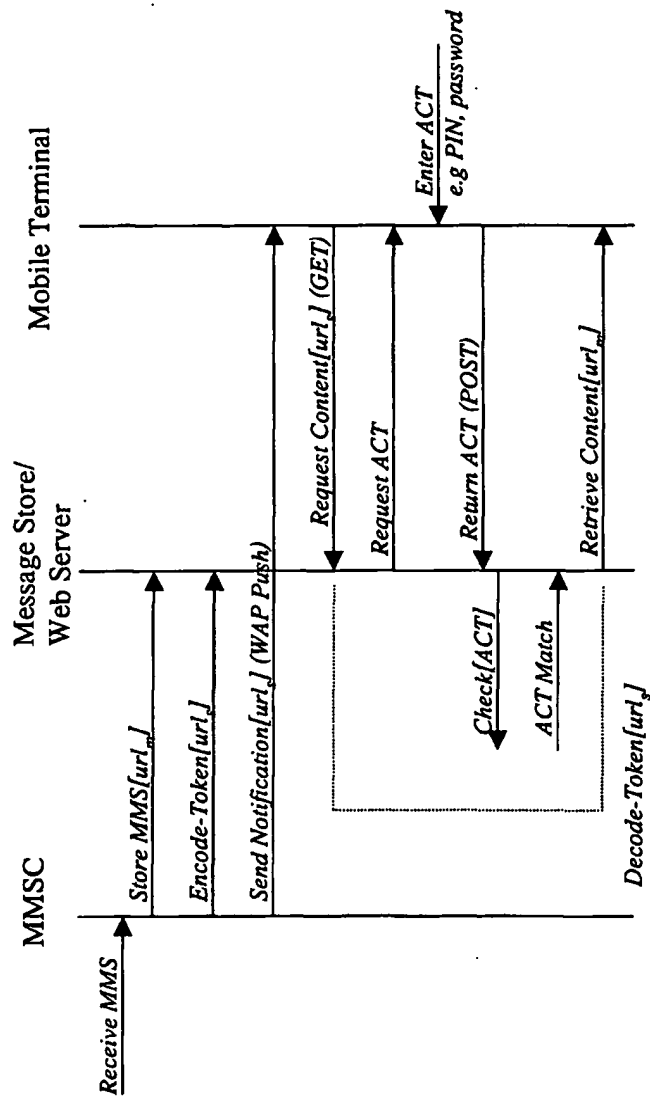 MMSC
Message Store/
Web Server
Mobile Terminal
Receive MMS
Store MMS[url_m]
Encode-Token[url_s]
Send Notification[url_s] (WAP Push)
Request Content[url_s] (GET)
Request ACT
Enter ACT
e.g PIN, password
Return ACT (POST)
Check[ACT]
ACT Match
Retrieve Content[url_m]
Decode-Token[url_s]